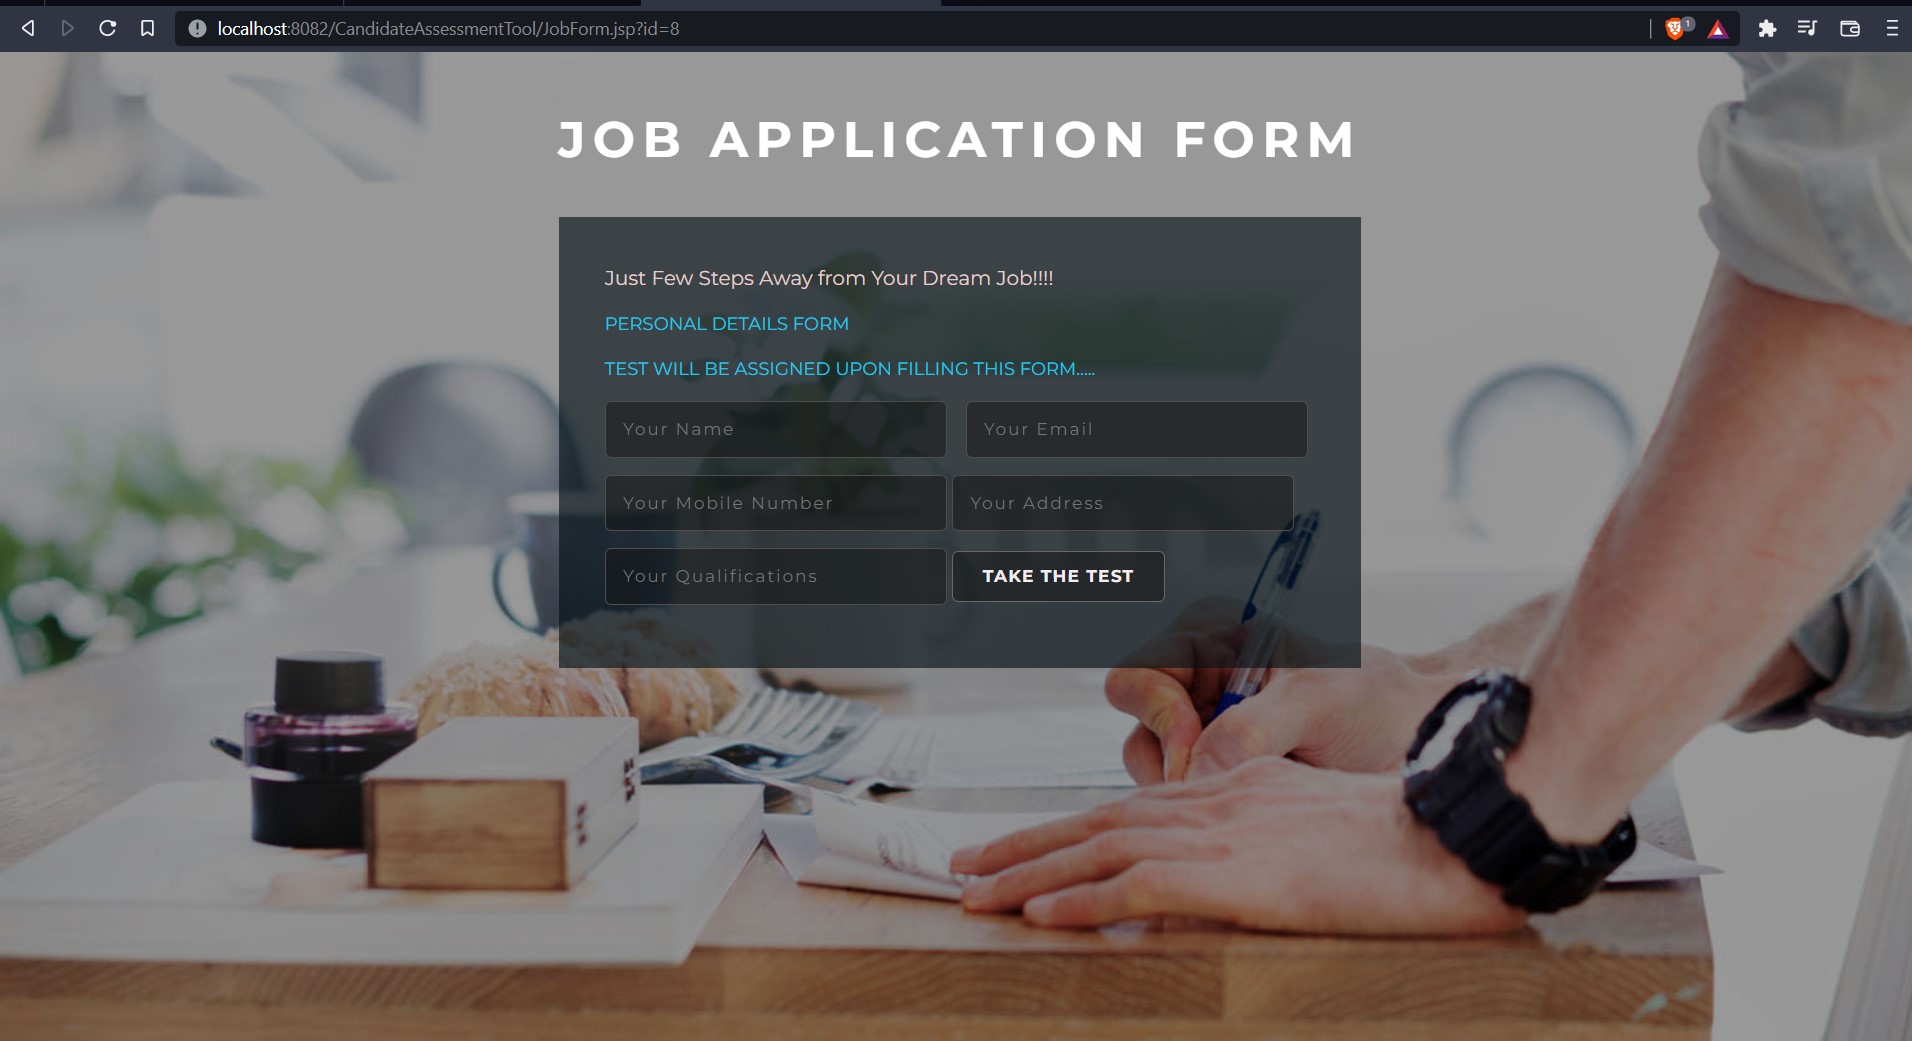 localhost:8082/CandidateAssessmentTool/JobForm.jsp?id=8
1
JOB APPLICATION FORM
Just Few Steps Away from Your Dream Job!!!!
PERSONAL DETAILS FORM
TEST WILL BE ASSIGNED UPON FILLING THIS FORM.....
Your Name Your Email
Your Mobile Number Your Address
Your Qualifications TAKE THE TEST